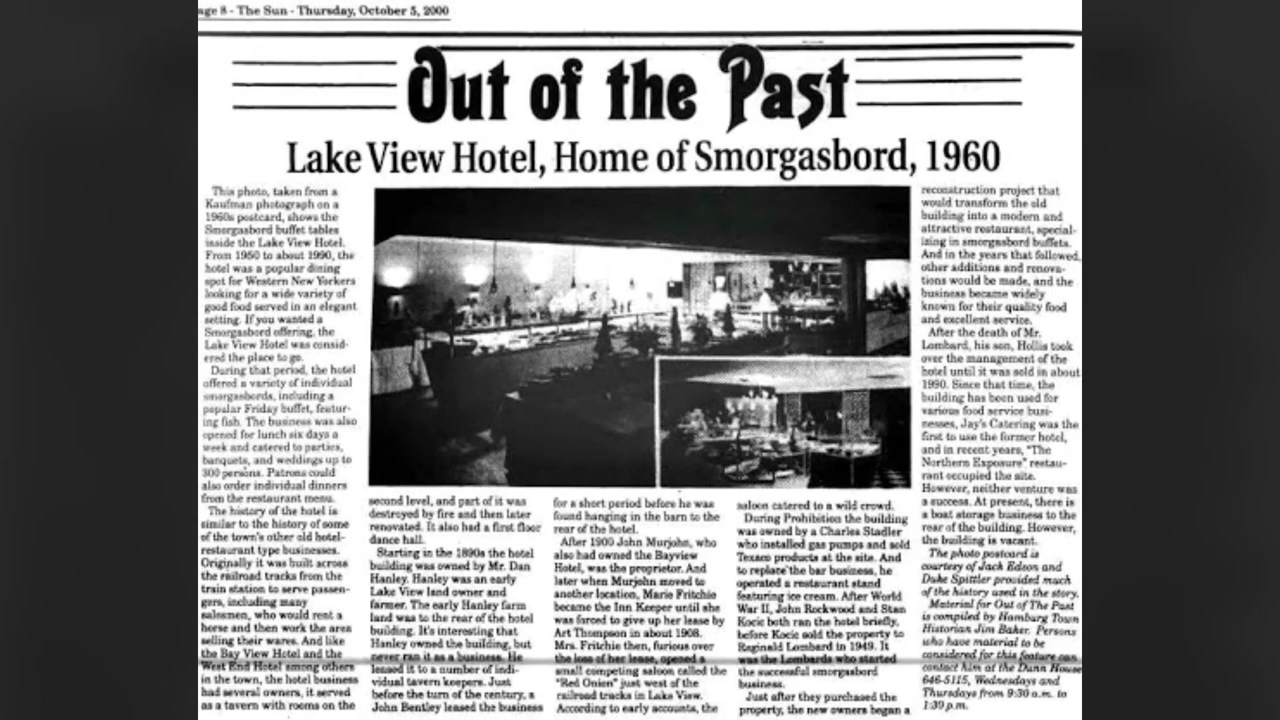 age 8 - The Sun - Thursday, October 5, 2000
Out of the Past
Lake View Hotel, Home of Smorgasbord, 1960
This photo, taken from a
Kaufman photograph on a
1960s postcard, shows the
Smorgasbord buffet tables
inside the Lake View Hotel.
From 1950 to about 1990, the
hotel was a popular dining
spot for Western New Yorkers
looking for a wide variety of
good food served in an elegant
setting. If you wanted a
Smorgasbord offering, the
Lake View Hotel was consid-
ered the place to go.
During that period, the hotel
offered a variety of individual
smorgasbords, including a
popular Friday buffet, featur-
ing fish. The business was also
opened for lunch six days a
week and catered to parties,
banquets, and weddings up to
300 persons. Patrons could
also order individual dinners
from the restaurant menu.
The history of the hotel is
similar to the history of some
of the town's other old hotel-
restaurant type businesses.
Originally it was built across
the railroad tracks from the
train station to serve passen-
gers, including many
salesmen, who would rent a
horse and then work the area
selling their wares. And like
the Bay View Hotel and the
West End Hotel among others
in the town, the hotel business
had several owners, it served
as a tavern with rooms on the
second level, and part of it was
destroyed by fire and then later
renovated. It also had a first floor
dance hall.
Starting in the 1890s the hotel
building was owned by Mr. Dan
Hanley. Hanley was an early
Lake View land owner and
farmer. The early Hanley farm
land was to the rear of the hotel
building. It's interesting that
Hanley owned the building, but
never ran it as a business. He
leased it to a number of indi-
vidual tavern keepers. Just
before the turn of the century, a
John Bentley leased the business
for a short period before he was
found hanging in the barn to the
rear of the hotel.
After 1900 John Murjohn, who
also had owned the Bayview
Hotel, was the proprietor. And
later when Murjohn moved to
another location, Marie Fritchie
became the Inn Keeper until she
was forced to give up her lease by
Art Thompson in about 1908.
Mrs. Fritchie then, furious over
the loss of her lease, opened a
small competing saloon called the
"Red Onion" just west of the
railroad tracks in Lake View.
According to early accounts, the
saloon catered to a wild crowd.
During Prohibition the building
was owned by a Charles Stadler
who installed gas pumps and sold
Texaco products at the site. And
to replace the bar business, he
operated a restaurant stand
featuring ice cream. After World
War II, John Rockwood and Stan
Kocic both ran the hotel briefly,
before Kocic sold the property to
Reginald Lombard in 1949. It
was the Lombards who started
the successful smorgasbord
business.
Just after they purchased the
property, the new owners began a
reconstruction project that
would transform the old
building into a modern and
attractive restaurant, special-
izing in smorgasbord buffets.
And in the years that followed,
other additions and renova-
tions would be made, and the
business became widely
known for their quality food
and excellent service.
After the death of Mr.
Lombard, his son, Hollis took
over the management of the
hotel until it was sold in about
1990. Since that time, the
building has been used for
various food service busi-
nesses, Jay's Catering was the
first to use the former hotel,
and in recent years, "The
Northern Exposure" restau-
rant occupied the site.
However, neither venture was
a success. At present, there is
a boat storage business to the
rear of the building. However,
the building is vacant.
The photo postcard is
courtesy of Jack Edson and
Duke Spittler provided much
of the history used in the story.
Material for Out of The Past
is compiled by Hamburg Town
Historian Jim Baker. Persons
who have material to be
considered for this feature can
contact him at the Dunn House
646-5115, Wednesdays and
Thursdays from 9:30 a.m. to
1:30 p.m.